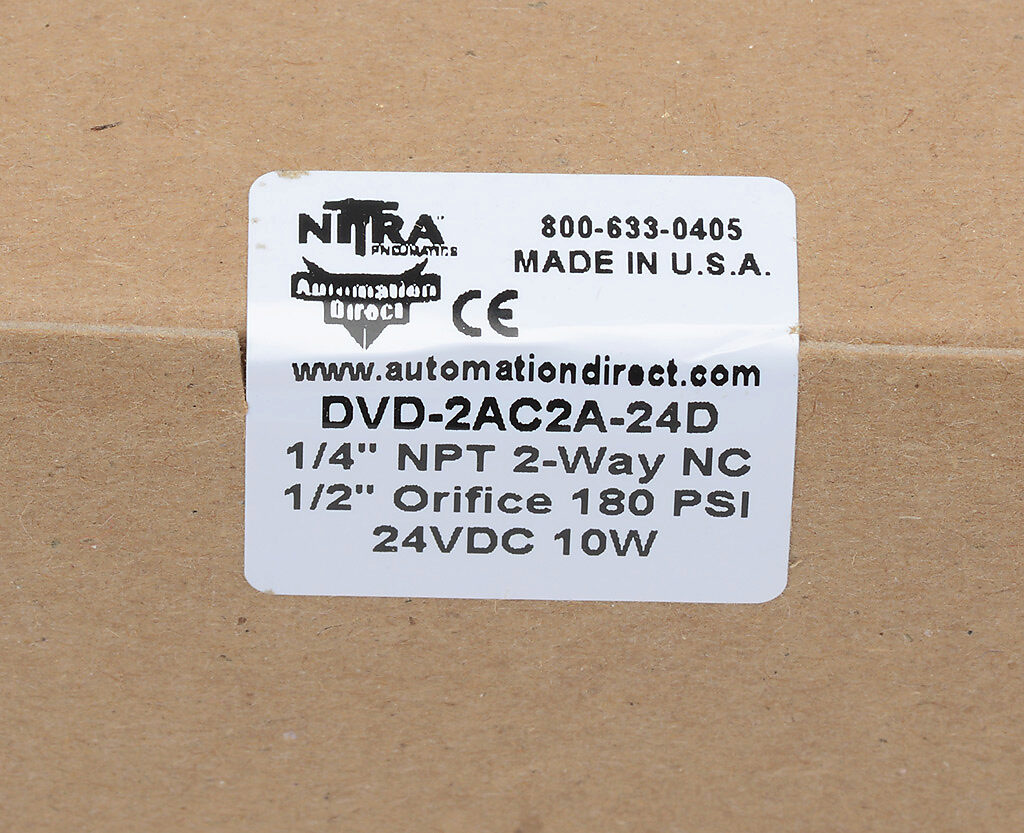 NITRA™
PNEUMATICS
Automation
Direct
CE
800-633-0405
MADE IN U.S.A.
www.automationdirect.com
DVD-2AC2A-24D
1/4" NPT 2-Way NC
1/2" Orifice 180 PSI
24VDC 10W